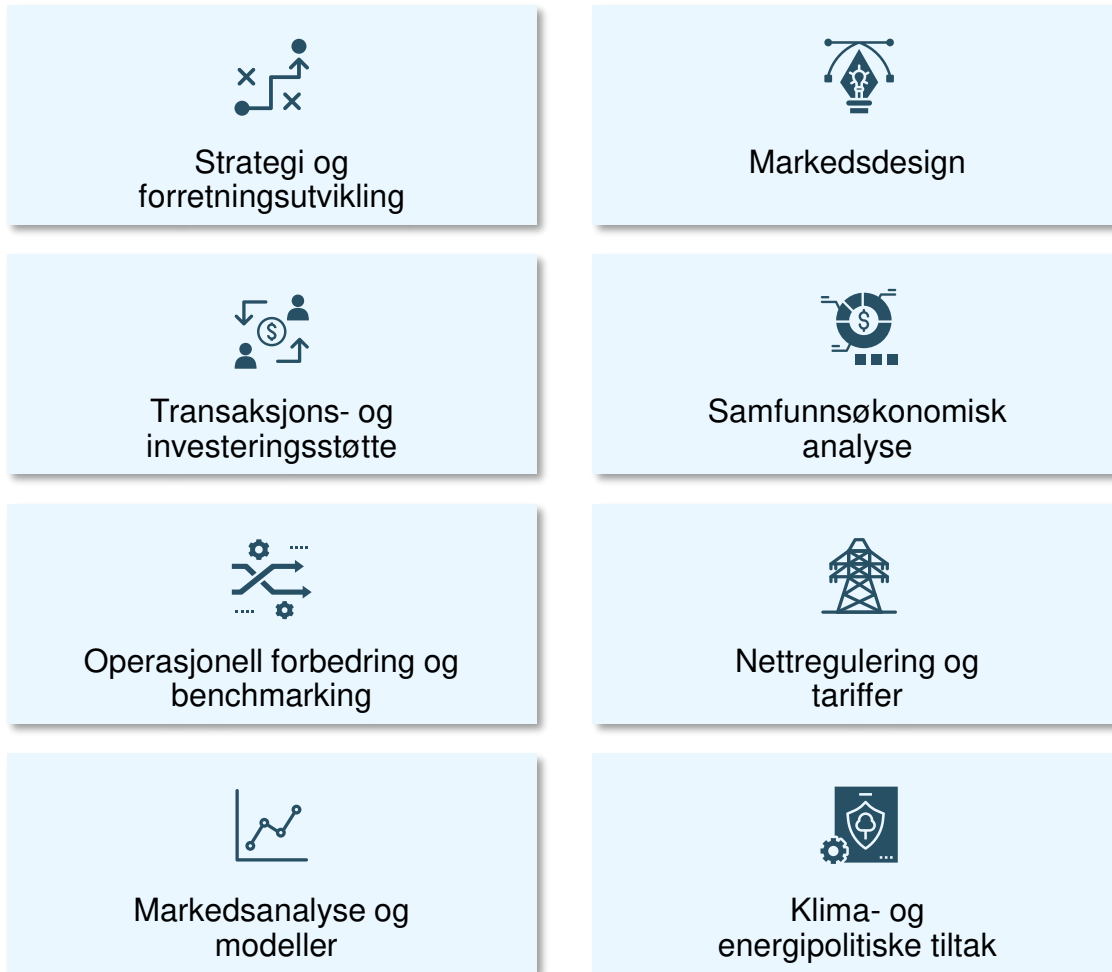 Strategi og
forretningsutvikling
Markedsdesign
Transaksjons- og
investeringsstøtte
Samfunnsøkonomisk
analyse
Operasjonell forbedring og
benchmarking
Nettregulering og
tariffer
Markedsanalyse og
modeller
Klima- og
energipolitiske tiltak